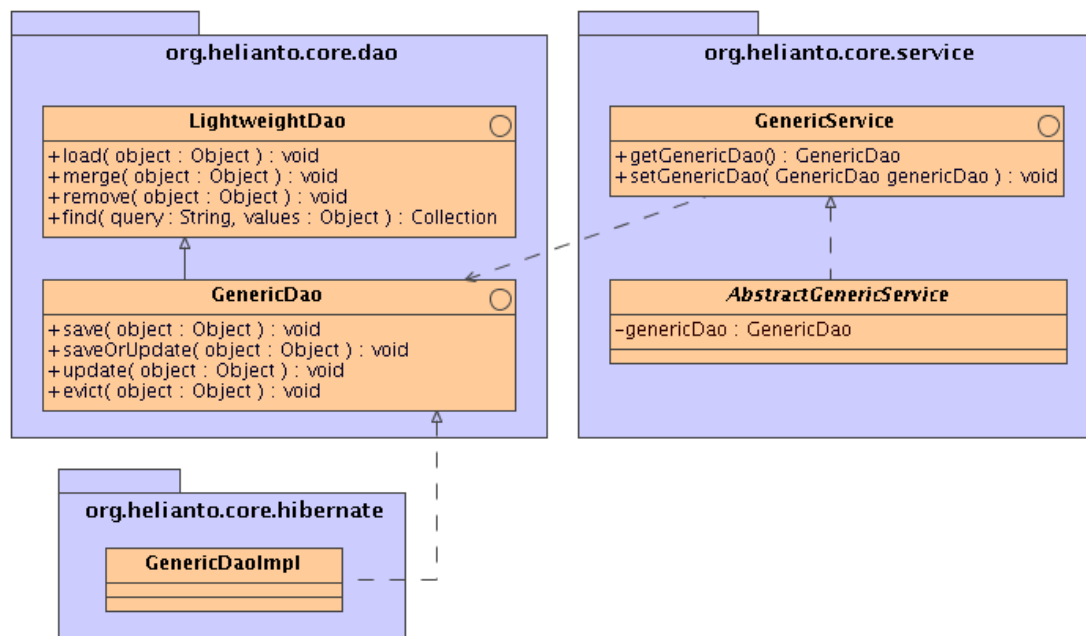 org.helianto.core.dao
LightweightDao
+load( object : Object ) : void
+merge( object : Object ) : void
+remove( object : Object ) : void
+find( query : String, values : Object ) : Collection
GenericDao
+save( object : Object ) : void
+saveOrUpdate( object : Object ) : void
+update( object : Object ) : void
+evict( object : Object ) : void
org.helianto.core.service
GenericService
+getGenericDao() : GenericDao
+setGenericDao( GenericDao genericDao ) : void
AbstractGenericService
-genericDao : GenericDao
org.helianto.core.hibernate
GenericDaoImpl